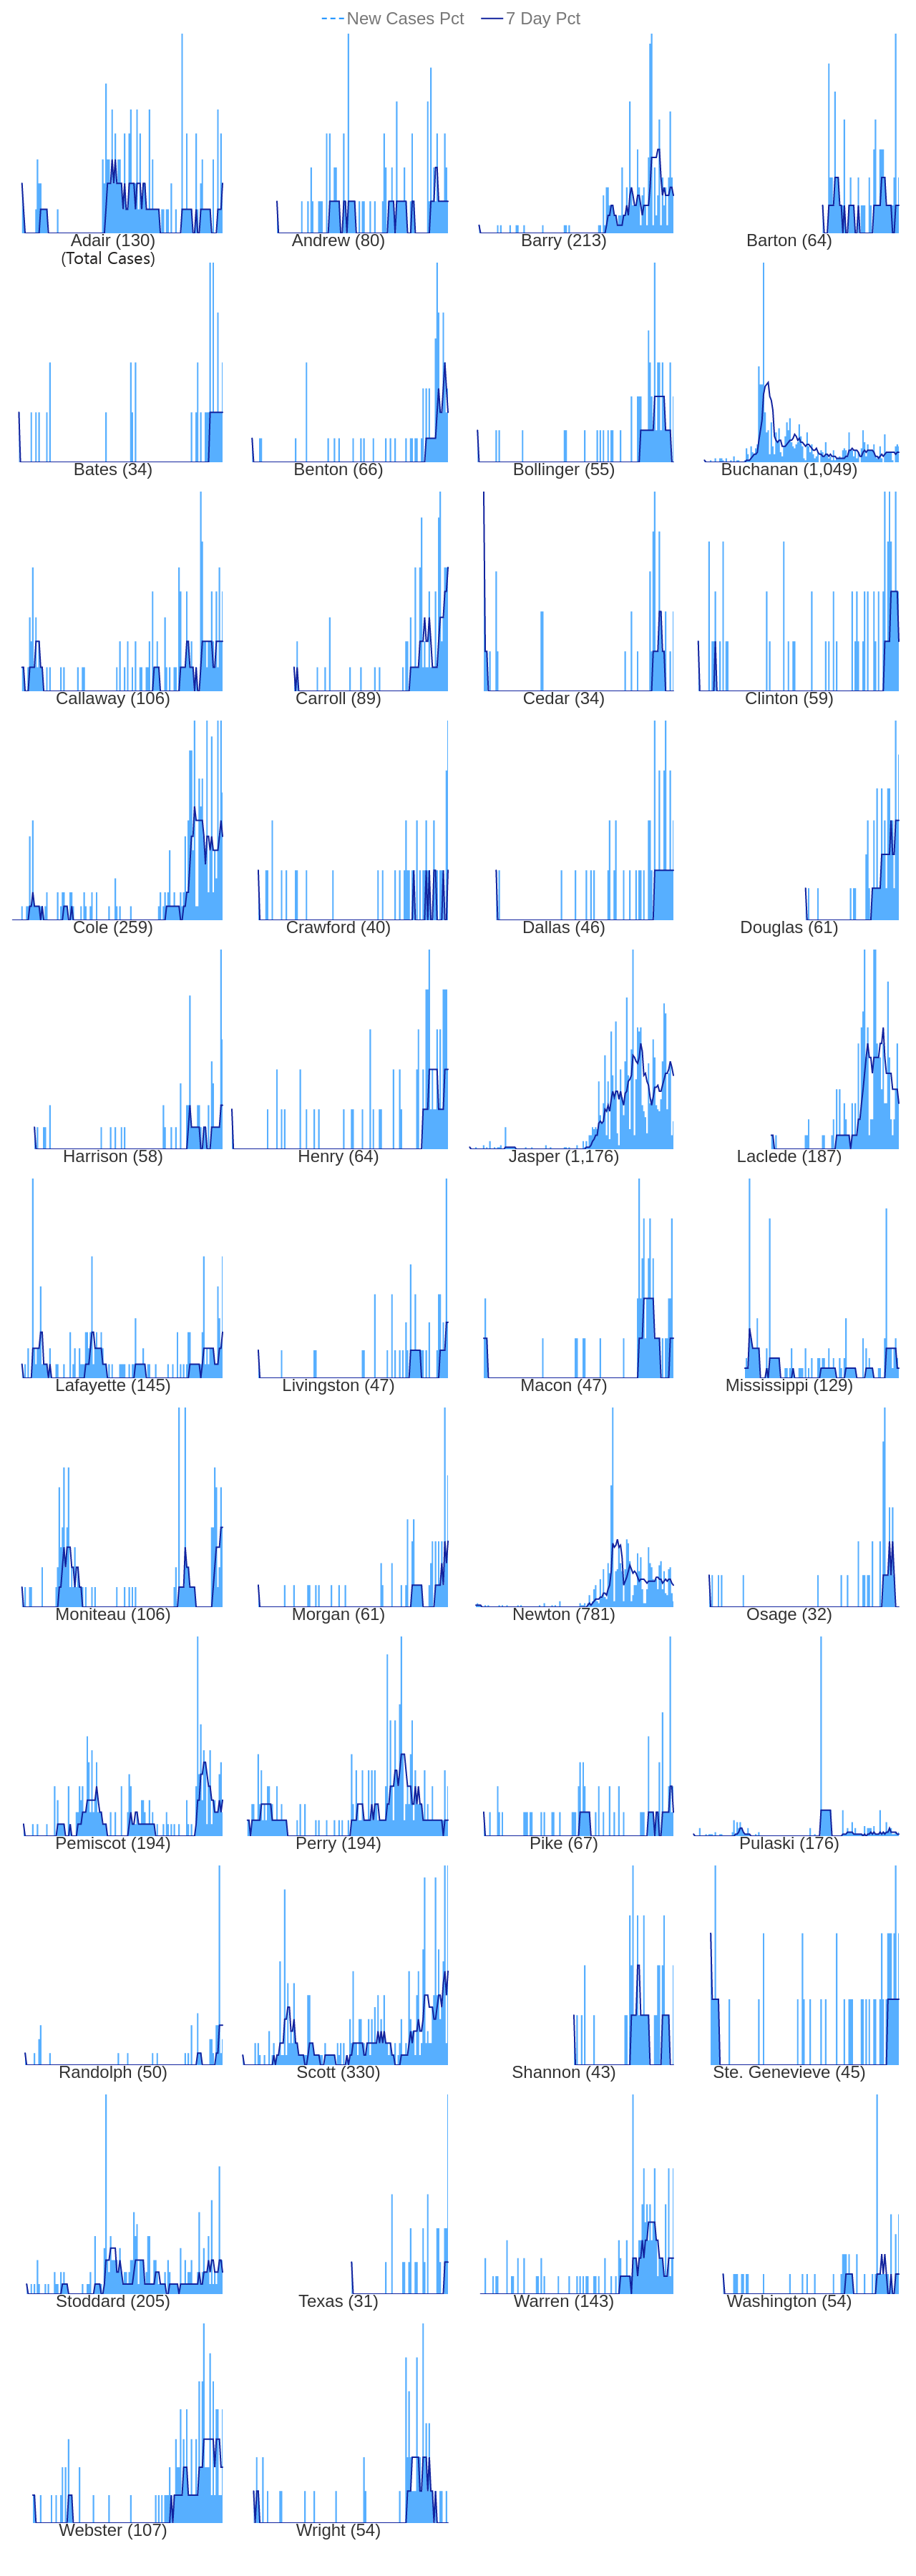 New Cases Pct 7 Day Pct
Adair (130) Andrew (80) Barry (213) Barton (64)
(Total Cases)
Bates (34) Benton (66) Bollinger (55) Buchanan (1,049)
Callaway (106) Carroll (89) Cedar (34) Clinton (59)
Cole (259) Crawford (40) Dallas (46) Douglas (61)
Harrison (58) Henry (64) Jasper (1,176) Laclede (187)
Lafayette (145) Livingston (47) Macon (47) Mississippi (129)
Moniteau (106) Morgan (61) Newton (781) Osage (32)
Pemiscot (194) Perry (194) Pike (67) Pulaski (176)
Randolph (50) Scott (330) Shannon (43) Ste. Genevieve (45)
Stoddard (205) Texas (31) Warren (143) Washington (54)
Webster (107) Wright (54)